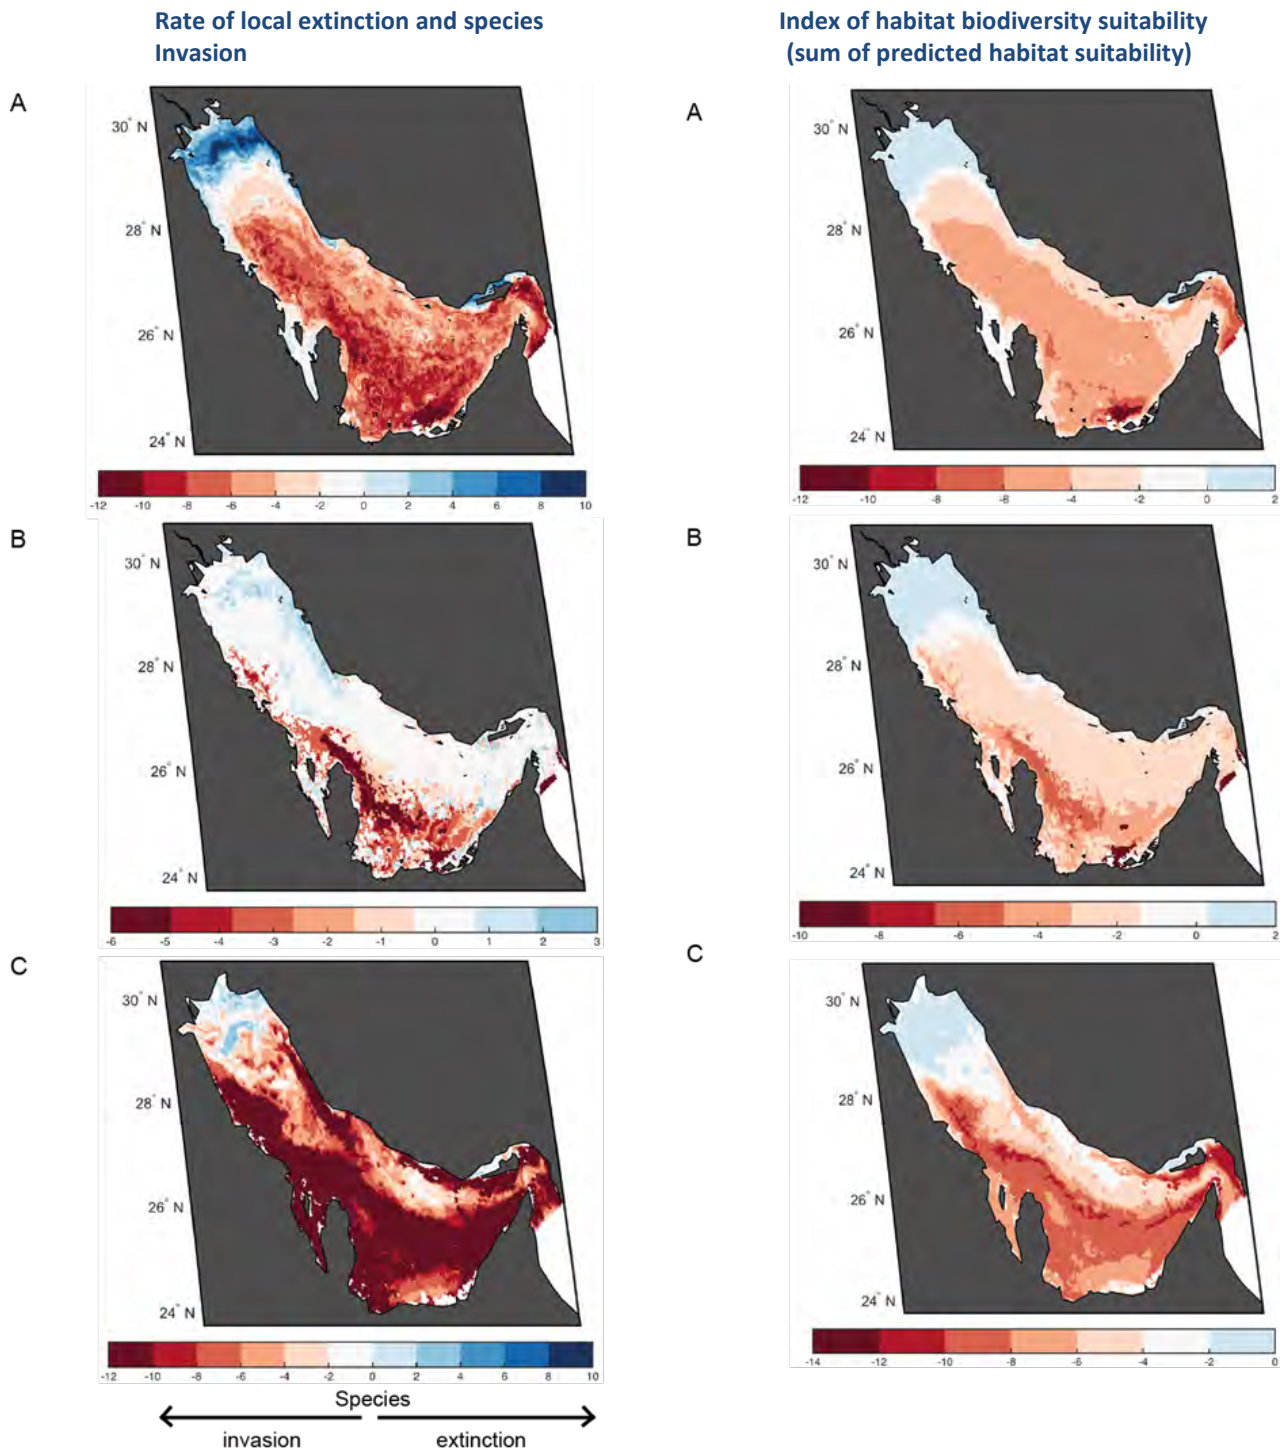 Rate of local extinction and species
Invasion
Index of habitat biodiversity suitability
(sum of predicted habitat suitability)
A
30° N
28° N
26° N
24° N
-12 -10 -8 -6 -4 -2 0 2 4 6 8 10
A
30° N
28° N
26° N
24° N
-12 -10 -8 -6 -4 -2 0 2
B
30° N
28° N
26° N
24° N
-6 -5 -4 -3 -2 -1 0 1 2 3
B
30° N
28° N
26° N
24° N
-10 -8 -6 -4 -2 0 2
C
30° N
28° N
26° N
24° N
-12 -10 -8 -6 -4 -2 0 2 4 6 8 10
C
30° N
28° N
26° N
24° N
-14 -12 -10 -8 -6 -4 -2 0
Species
invasion extinction